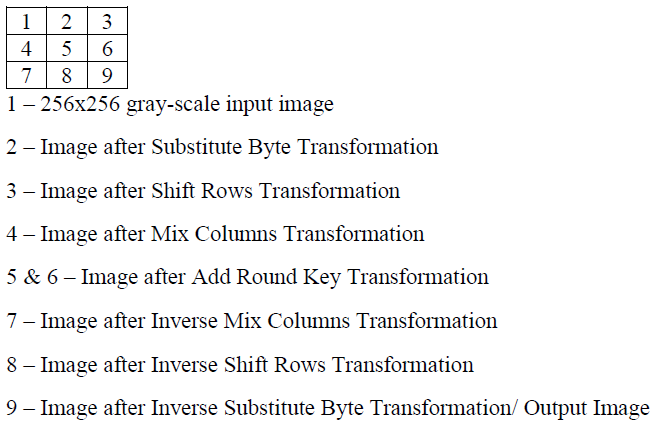 1 2 3
4 5 6
7 8 9
1 – 256x256 gray-scale input image
2 – Image after Substitute Byte Transformation
3 – Image after Shift Rows Transformation
4 – Image after Mix Columns Transformation
5 & 6 – Image after Add Round Key Transformation
7 – Image after Inverse Mix Columns Transformation
8 – Image after Inverse Shift Rows Transformation
9 – Image after Inverse Substitute Byte Transformation/ Output Image